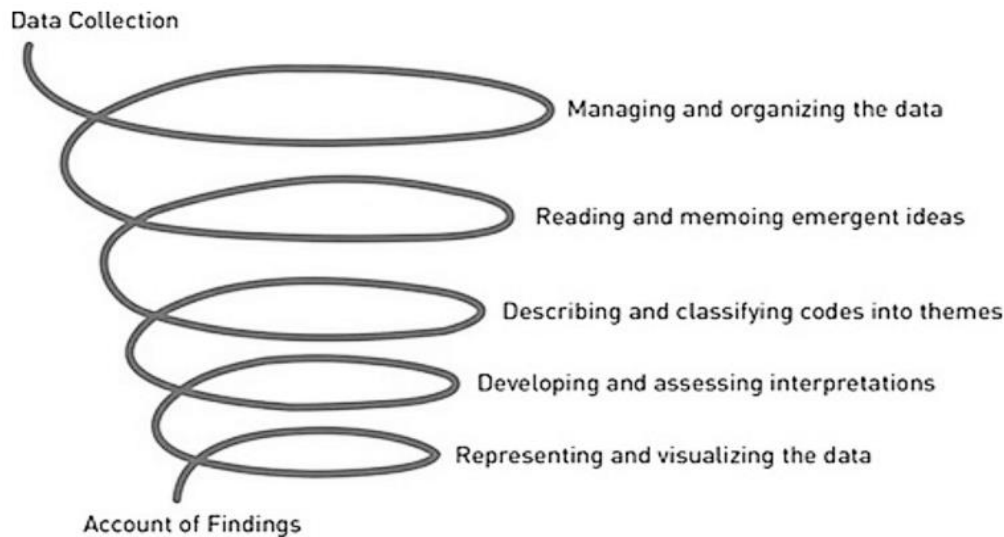 Data Collection
Managing and organizing the data
Reading and memoing emergent ideas
Describing and classifying codes into themes
Developing and assessing interpretations
Representing and visualizing the data
Account of Findings